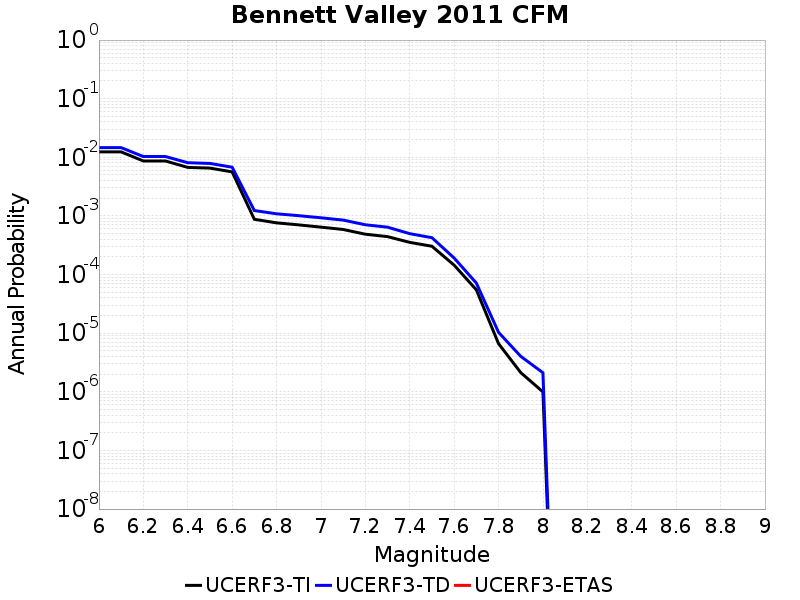 Bennett Valley 2011 CFM
10^0
10^-1
10^-2
10^-3
10^-4
10^-5
10^-6
10^-7
10^-8
Annual Probability
6 6.2 6.4 6.6 6.8 7 7.2 7.4 7.6 7.8 8 8.2 8.4 8.6 8.8 9
Magnitude
UCERF3-TI UCERF3-TD UCERF3-ETAS